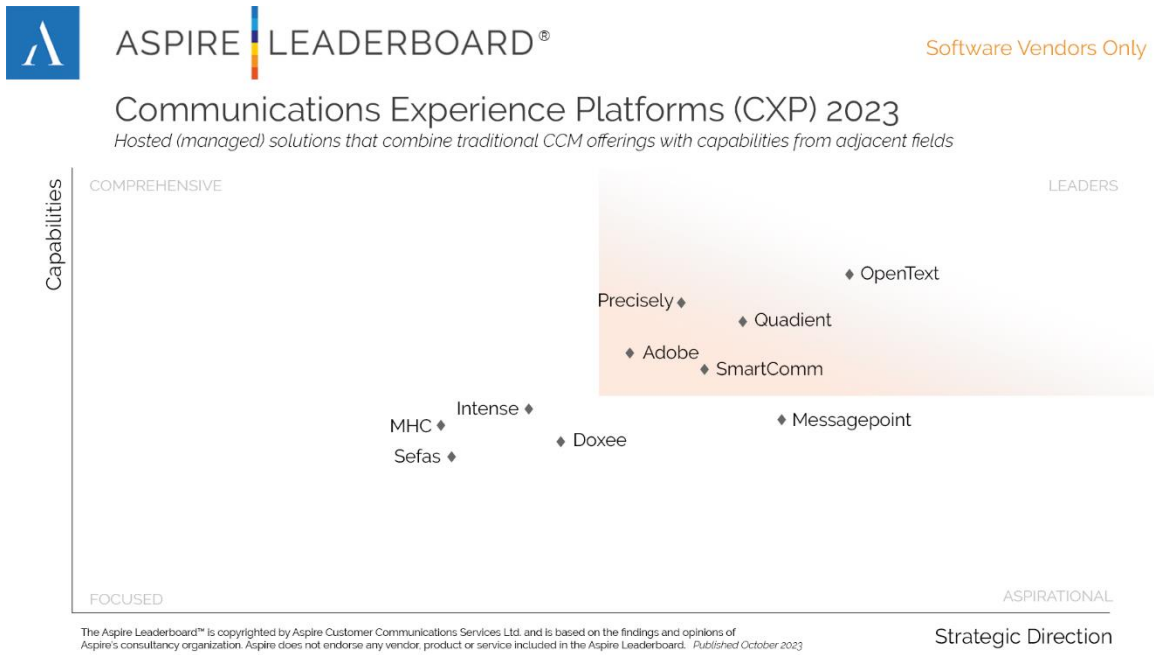 ASPIRE LEADERBOARD®
Software Vendors Only
Communications Experience Platforms (CXP) 2023
Hosted (managed) solutions that combine traditional CCM offerings with capabilities from adjacent fields
Capabilities
COMPREHENSIVE
LEADERS
OpenText
Precisely
Quadient
Adobe
SmartComm
Intense
Messagepoint
MHC
Doxee
Sefas
FOCUSED
ASPIRATIONAL
The Aspire Leaderboard™ is copyrighted by Aspire Customer Communications Services Ltd. and is based on the findings and opinions of
Aspire's consultancy organization. Aspire does not endorse any vendor, product or service included in the Aspire Leaderboard. Published October 2023
Strategic Direction